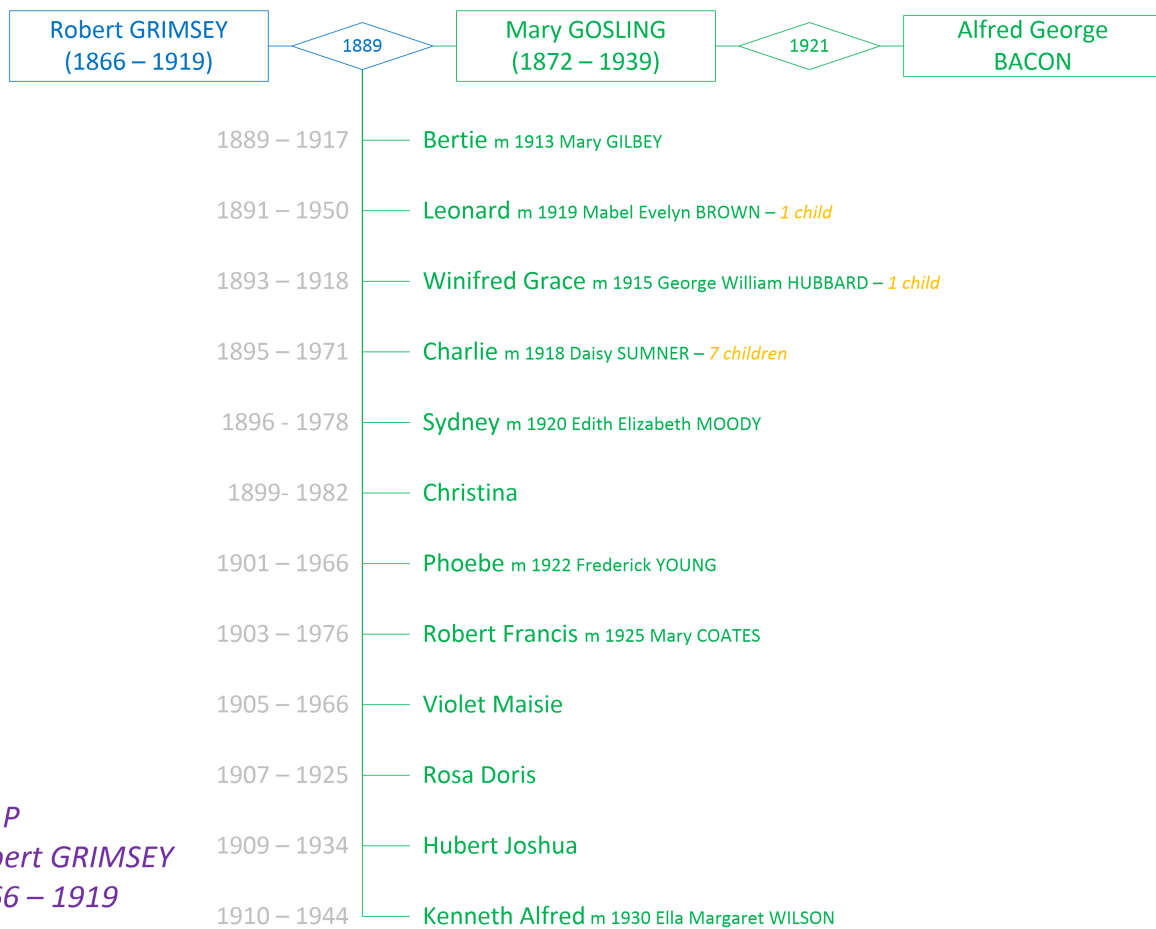 Robert GRIMSEY
(1866 – 1919)
1889
Mary GOSLING
(1872 – 1939)
1921
Alfred George
BACON
1889 – 1917 Bertie m 1913 Mary GILBEY
1891 – 1950 Leonard m 1919 Mabel Evelyn BROWN – 1 child
1893 – 1918 Winifred Grace m 1915 George William HUBBARD – 1 child
1895 – 1971 Charlie m 1918 Daisy SUMNER – 7 children
1896 - 1978 Sydney m 1920 Edith Elizabeth MOODY
1899- 1982 Christina
1901 – 1966 Phoebe m 1922 Frederick YOUNG
1903 – 1976 Robert Francis m 1925 Mary COATES
1905 – 1966 Violet Maisie
1907 – 1925 Rosa Doris
1909 – 1934 Hubert Joshua
1910 – 1944 Kenneth Alfred m 1930 Ella Margaret WILSON
P
ert GRIMSEY
6 – 1919